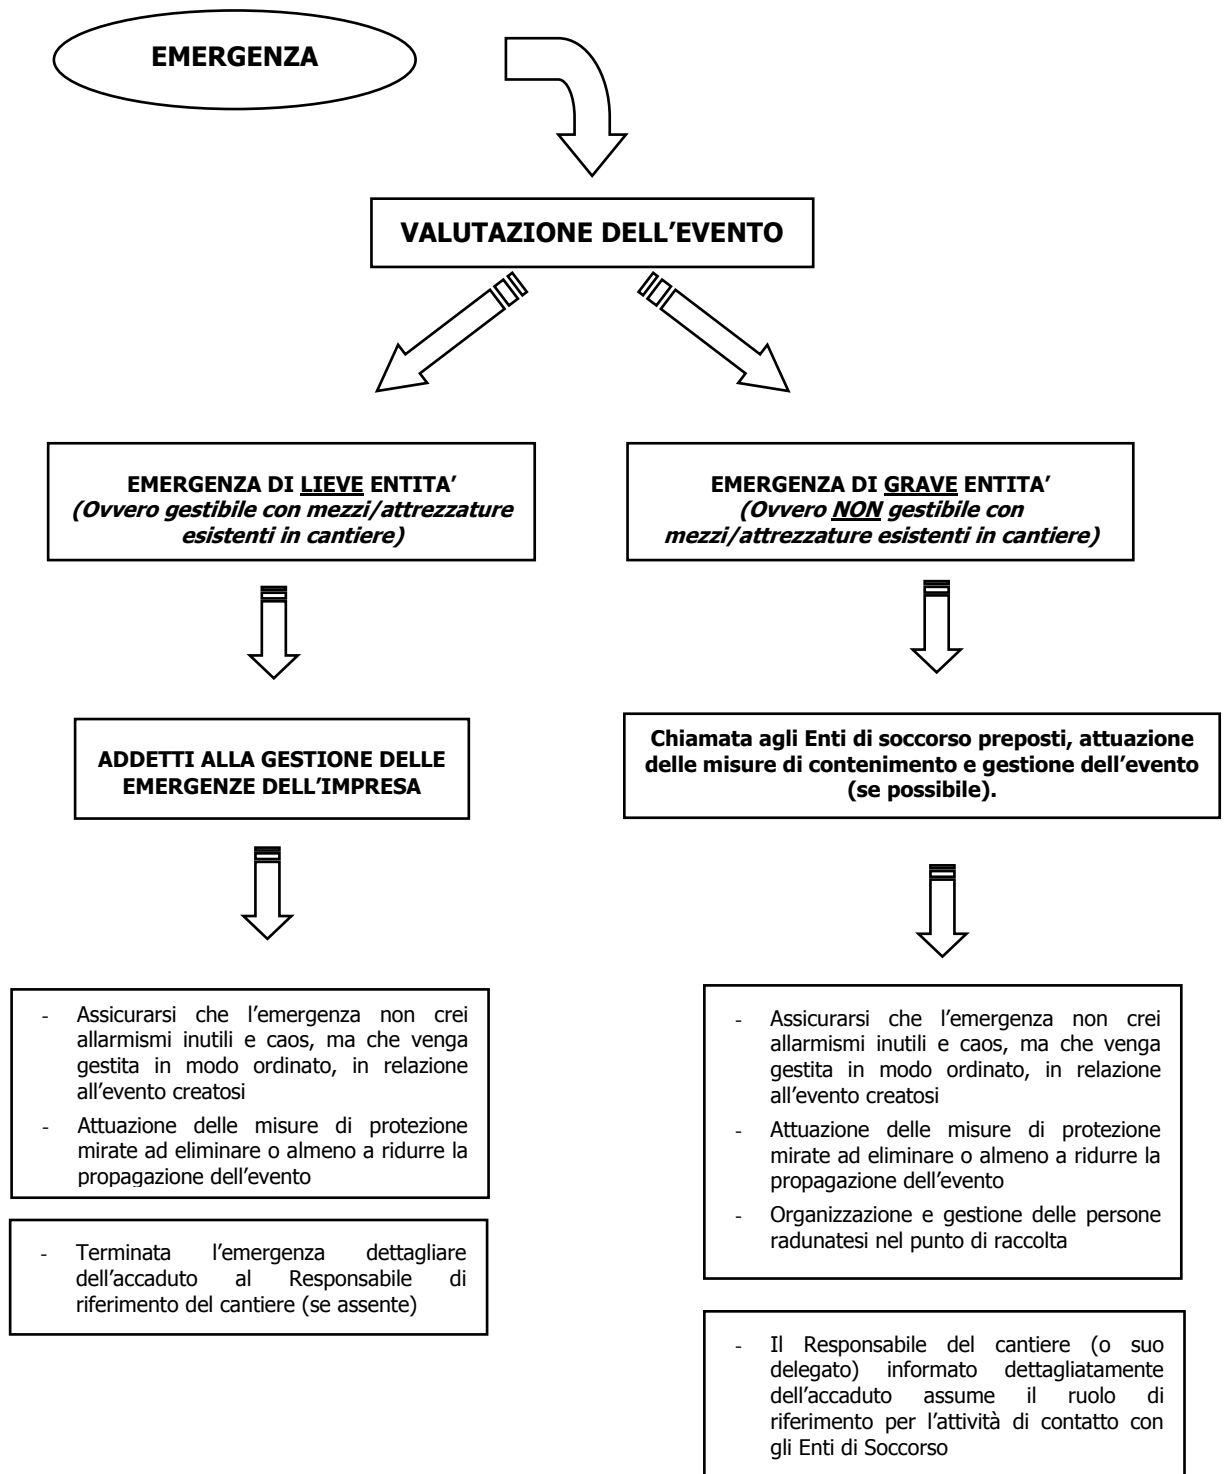 EMERGENZA
VALUTAZIONE DELL'EVENTO
EMERGENZA DI LIEVE ENTITA'
(Ovvero gestibile con mezzi/attrezzature
esistenti in cantiere)
EMERGENZA DI GRAVE ENTITA'
(Ovvero NON gestibile con
mezzi/attrezzature esistenti in cantiere)
ADDETTI ALLA GESTIONE DELLE
EMERGENZE DELL'IMPRESA
Chiamata agli Enti di soccorso preposti, attuazione
delle misure di contenimento e gestione dell'evento
(se possibile).
- Assicurarsi che l'emergenza non crei
allarmismi inutili e caos, ma che venga
gestita in modo ordinato, in relazione
all'evento creatosi
- Attuazione delle misure di protezione
mirate ad eliminare o almeno a ridurre la
propagazione dell'evento
- Terminata l'emergenza dettagliare
dell'accaduto al Responsabile di
riferimento del cantiere (se assente)
- Assicurarsi che l'emergenza non crei
allarmismi inutili e caos, ma che venga
gestita in modo ordinato, in relazione
all'evento creatosi
- Attuazione delle misure di protezione
mirate ad eliminare o almeno a ridurre la
propagazione dell'evento
- Organizzazione e gestione delle persone
radunatesi nel punto di raccolta
- Il Responsabile del cantiere (o suo
delegato) informato dettagliatamente
dell'accaduto assume il ruolo di
riferimento per l'attività di contatto con
gli Enti di Soccorso